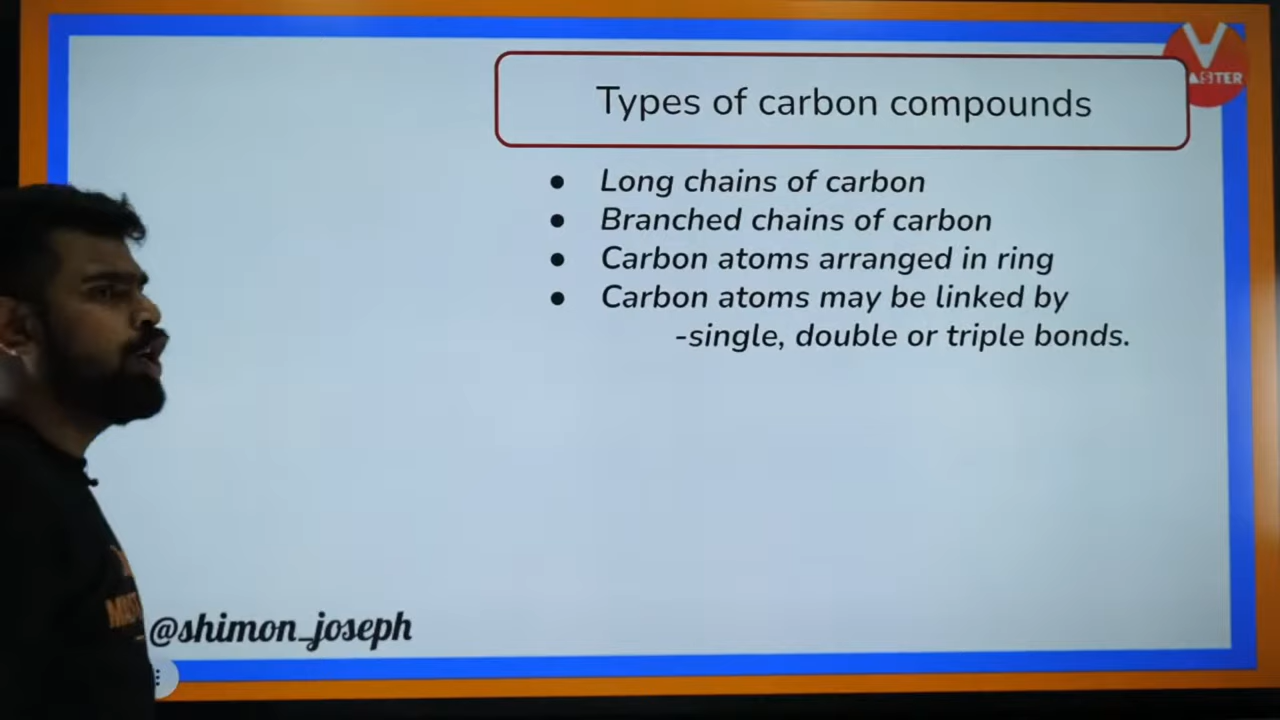 V
MASTER
Types of carbon compounds
● Long chains of carbon
● Branched chains of carbon
● Carbon atoms arranged in ring
● Carbon atoms may be linked by
-single, double or triple bonds.
@shimon_joseph